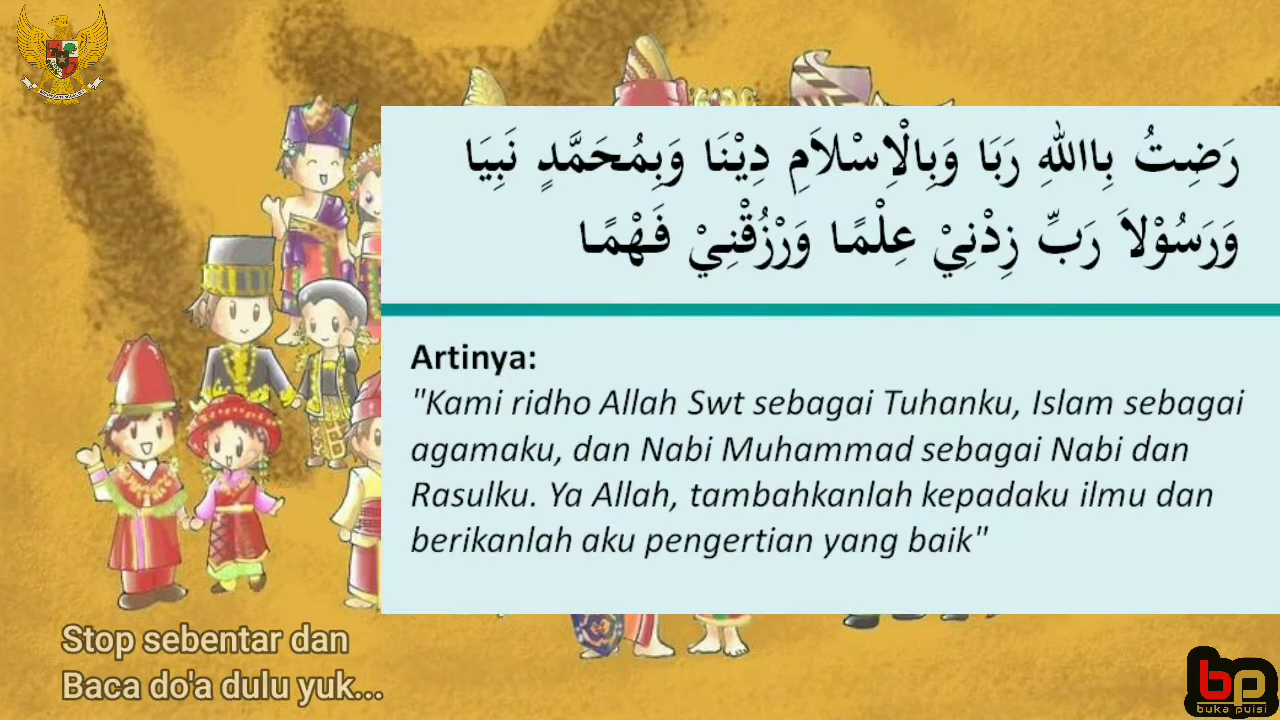 رَضِتُ بِااللهِ رَبَا وَبِالْاِسْلاَمِ دِيْنَا وَبِمُحَمَّدٍ نَبِيَا
وَرَسُوْلاَ رَبِّ زِدْنِيْ عِلْمًا وَرْزُقْنِيْ فَهْمًا
Artinya:
"Kami ridho Allah Swt sebagai Tuhanku, Islam sebagai
agamaku, dan Nabi Muhammad sebagai Nabi dan
Rasulku. Ya Allah, tambahkanlah kepadaku ilmu dan
berikanlah aku pengertian yang baik"
Stop sebentar dan
Baca do'a dulu yuk...
bp
buka puisi